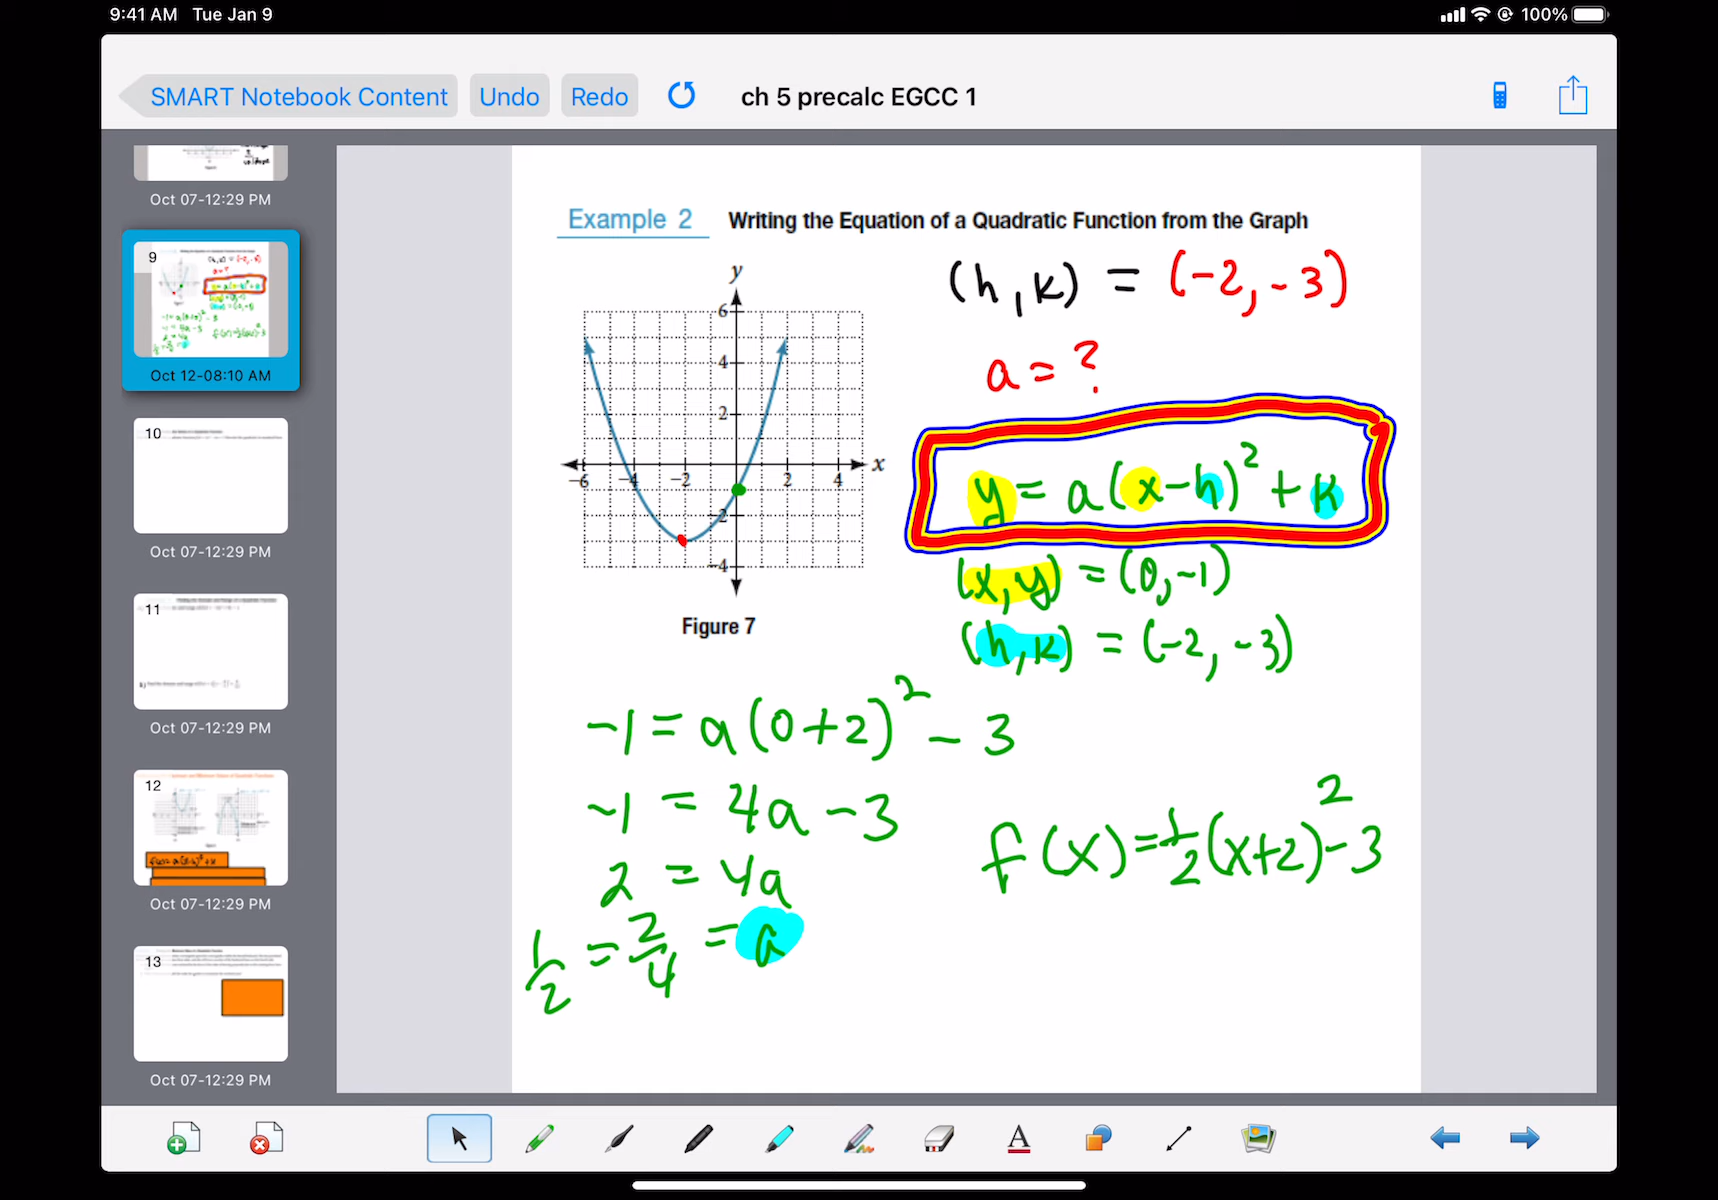 9:41 AM Tue Jan 9
100%
SMART Notebook Content
Undo
Redo
ch 5 precalc EGCC 1
Oct 07-12:29 PM
9
Oct 12-08:10 AM
10
Oct 07-12:29 PM
11
Oct 07-12:29 PM
12
Oct 07-12:29 PM
13
Oct 07-12:29 PM
Example 2 Writing the Equation of a Quadratic Function from the Graph
y
6
4
2
-6 -4 -2 2 4 x
-2
-4
Figure 7
(h,k) = (-2,-3)
a = ?
y = a(x-h)² + k
(x,y) = (0,-1)
(h,k) = (-2,-3)
-1 = a(0+2)² - 3
-1 = 4a - 3
2 = 4a
1/2 = 2/4 = a
f(x) = 1/2(x+2)² - 3
A